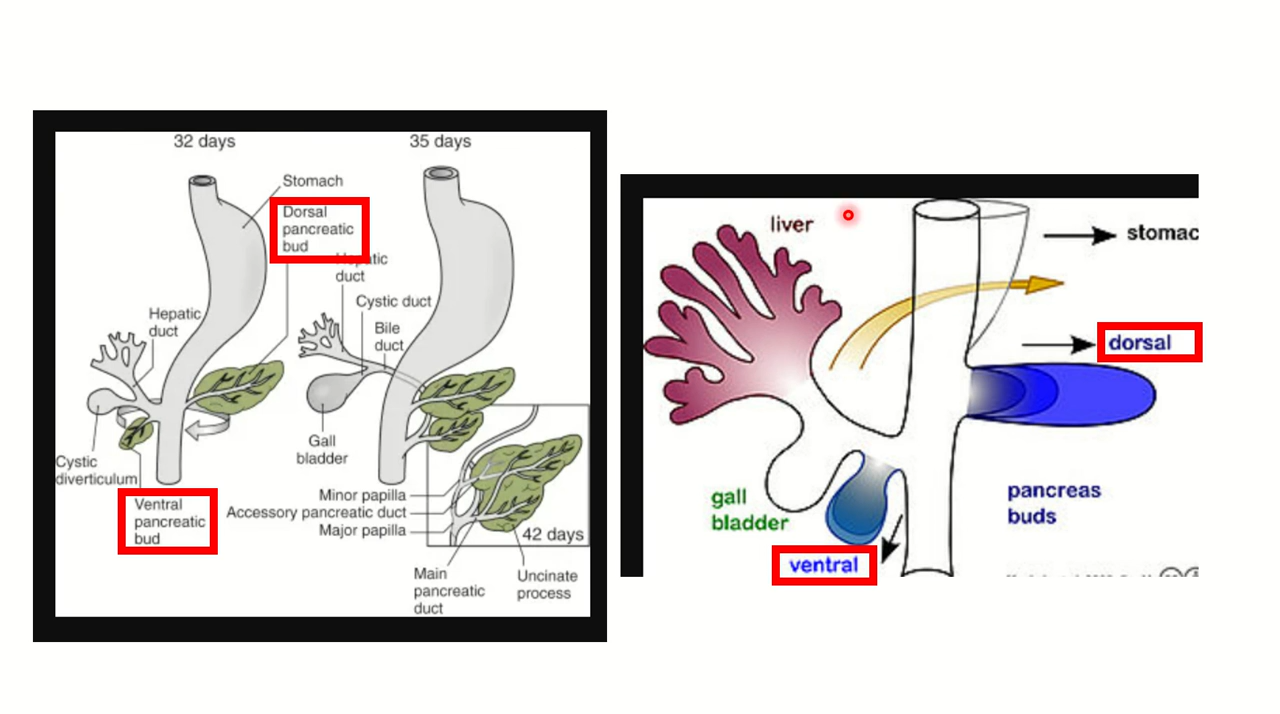 32 days
35 days
Stomach
Dorsal
pancreatic
bud
Hepatic
duct
Cystic duct
Bile
duct
Hepatic
duct
Gall
bladder
Cystic
diverticulum
Ventral
pancreatic
bud
Minor papilla
Accessory pancreatic duct
Major papilla
42 days
Main
pancreatic
duct
Uncinate
process
liver
stomac
dorsal
gall
bladder
pancreas
buds
ventral